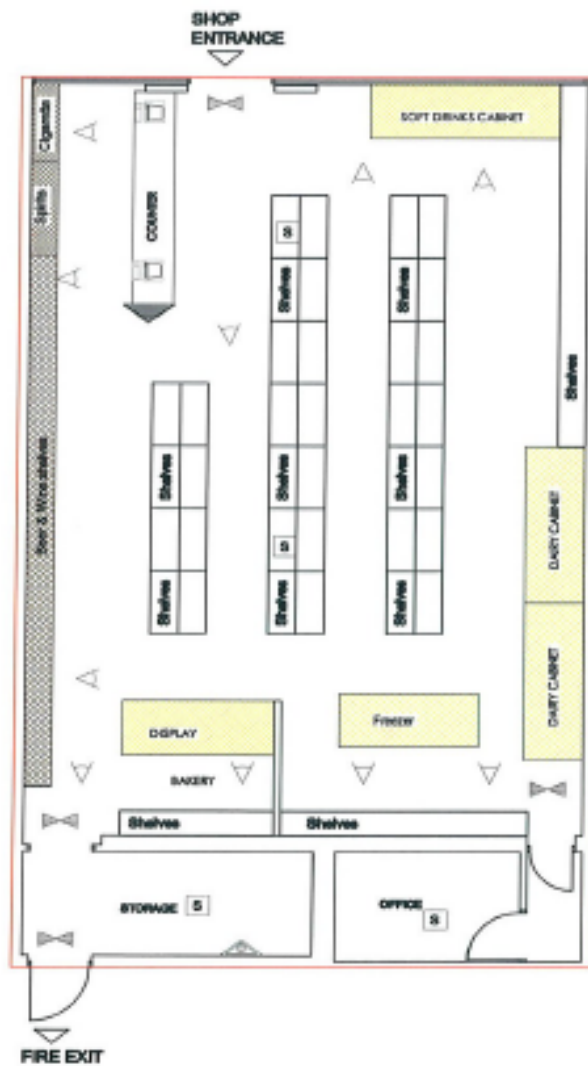 SHOP
ENTRANCE
SOFT DRINKS CABINET
Cigarette
Spirits
COUNTER
S
Shelves
Shelves
Shelves
Beer & Wine shelves
Shelves
Shelves
Shelves
S
Shelves
Shelves
Shelves
DAIRY CABINET
DAIRY CABINET
DISPLAY
Freezer
BAKERY
Shelves
Shelves
STORAGE
S
OFFICE
S
FIRE EXIT